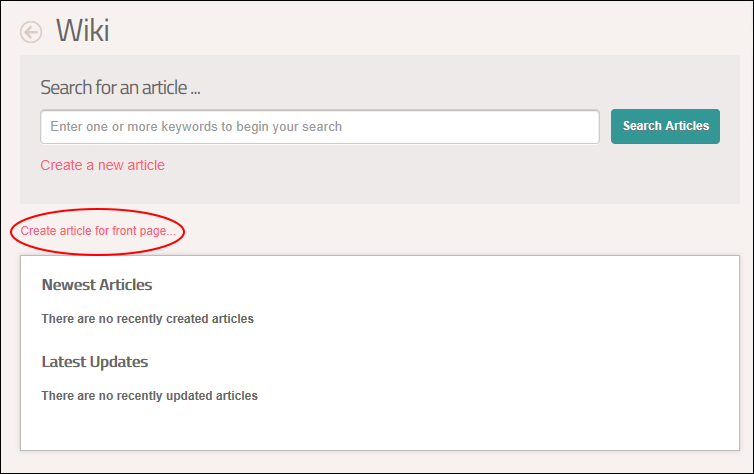 Wiki
Search for an article ...
Enter one or more keywords to begin your search
Search Articles
Create a new article
Create article for front page...
Newest Articles
There are no recently created articles
Latest Updates
There are no recently updated articles